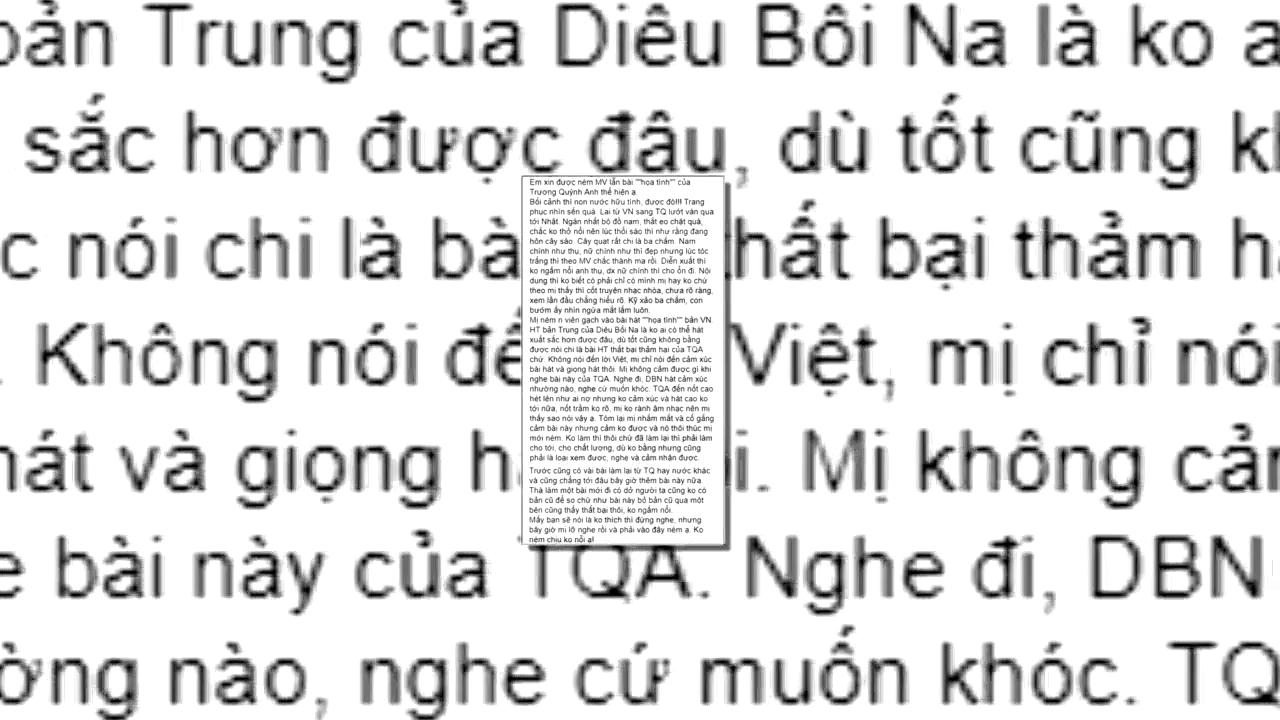 oản Trung của Diêu Bôi Na là ko a
sắc hơn được đâu, dù tốt cũng kh
c nói chi là bà
hất bại thảm h
. Không nói đế
Việt, mị chỉ nói
hát và giọng h
i. Mị không cản
e bài này của TQA. Nghe đi, DBN
ờng nào, nghe cứ muốn khóc. TQ
Em xin được ném MV lẫn bài ""họa tình"" của
Trương Quỳnh Anh thể hiện ạ.
Bối cảnh thì non nước hữu tình, được đó!!! Trang
phục nhìn sến quá. Lai từ VN sang TQ lướt ván qua
tới Nhật. Ngán nhất bộ đồ nam, thắt eo chặt quá,
chắc ko thở nổi nên lúc thổi sáo thì như rằng đang
hôn cây sáo. Cây quạt rất chi là ba chấm. Nam
chính như thụ, nữ chính như thì đẹp nhưng lúc tóc
trắng thì theo MV chắc thành ma rồi. Diễn xuất thì
ko ngấm nổi anh thụ, dx nữ chính thì cho ổn đi. Nội
dung thì ko biết có phải chỉ có mình mị hay ko chứ
theo mị thấy thì cốt truyện nhạc nhòa, chưa rõ ràng,
xem lần đầu chẳng hiểu rõ. Kỹ xảo ba chấm, con
bướm ấy nhìn ngứa mắt lắm luôn.
Mị ném n viên gạch vào bài hát ""họa tình"" bản VN
HT bản Trung của Diêu Bối Na là ko ai có thể hát
xuất sắc hơn được đâu, dù tốt cũng không bằng
được nói chi là bài HT thất bại thảm hại của TQA
chứ. Không nói đến lời Việt, mị chỉ nói đến cảm xúc
bài hát và giọng hát thôi. Mị không cảm được gì khi
nghe bài này của TQA. Nghe đi, DBN hát cảm xúc
nhường nào, nghe cứ muốn khóc. TQA đến nốt cao
hét lên như ai nợ nhưng ko cảm xúc và hát cao ko
tới nữa, nốt trầm ko rõ, mị ko rành âm nhạc nên mị
thấy sao nói vậy ạ. Tóm lại mị nhắm mắt và cố gắng
cảm bài này nhưng cảm ko được và nó thôi thúc mị
mới ném. Ko làm thì thôi chứ đã làm lại thì phải làm
cho tới, cho chất lượng, dù ko bằng nhưng cũng
phải là loại xem được, nghe và cảm nhận được.
Trước cũng có vài bài làm lại từ TQ hay nước khác
và cũng chẳng tới đâu bây giờ thêm bài này nữa.
Thà làm một bài mới đi có dở người ta cũng ko có
bản cũ để so chứ như bài này bỏ bản cũ qua một
bên cũng thấy thất bại thôi, ko ngấm nổi.
Mấy bạn sẽ nói là ko thích thì đừng nghe, nhưng
bây giờ mị lỡ nghe rồi và phải vào đây ném ạ. Ko
ném chịu ko nổi ạ!